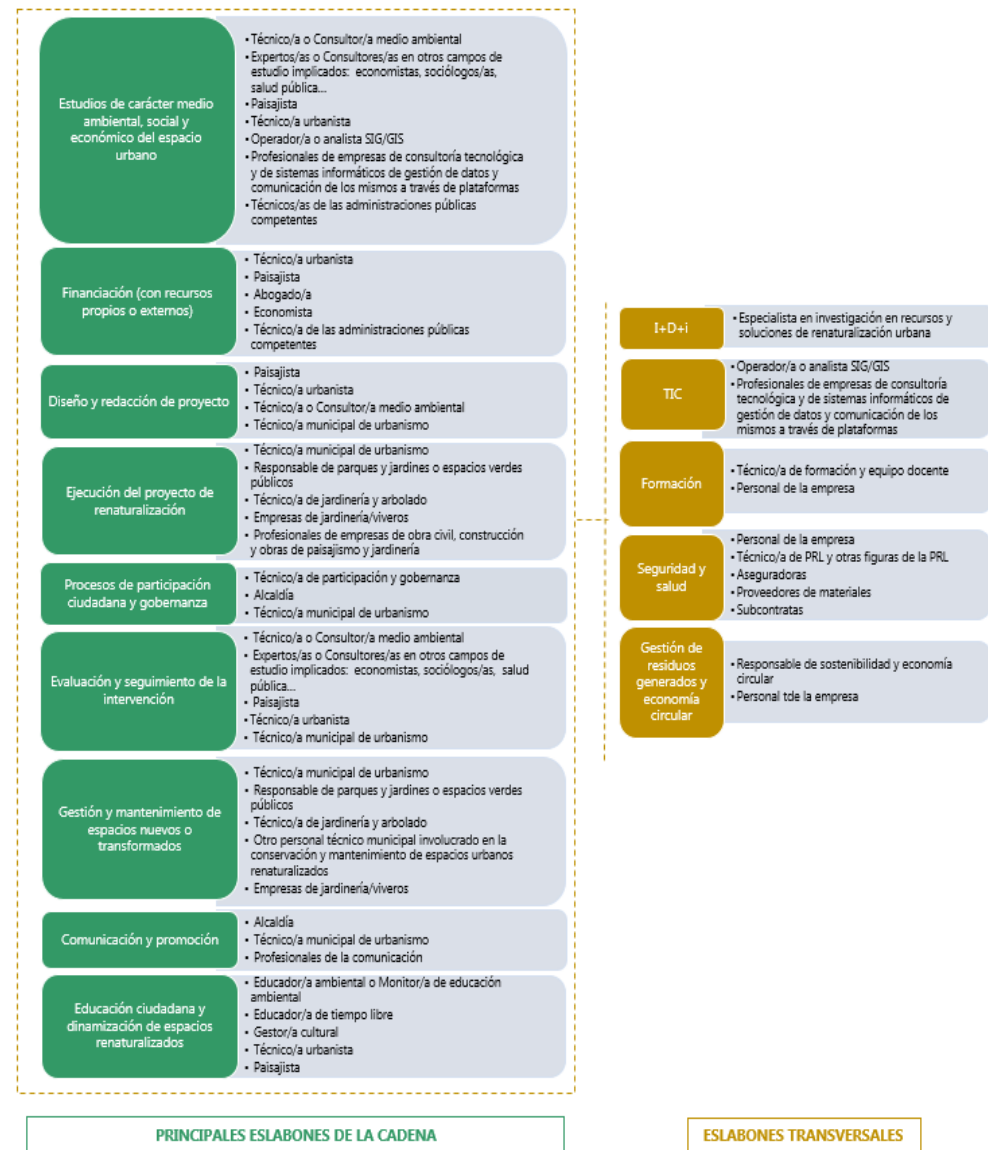 Estudios de carácter medio
ambiental, social y
económico del espacio
urbano
•Técnico/a o Consultor/a medio ambiental
•Expertos/as o Consultores/as en otros campos de
estudio implicados: economistas, sociólogos/as,
salud pública...
•Paisajista
•Técnico/a urbanista
•Operador/a o analista SIG/GIS
•Profesionales de empresas de consultoría tecnológica
y de sistemas informáticos de gestión de datos y
comunicación de los mismos a través de plataformas
•Técnicos/as de las administraciones públicas
competentes
Financiación (con recursos
propios o externos)
• Técnico/a urbanista
• Paisajista
• Abogado/a
• Economista
• Técnico/a de las administraciones públicas
competentes
Diseño y redacción de proyecto
• Paisajista
• Técnico/a urbanista
• Técnico/a o Consultor/a medio ambiental
• Técnico/a municipal de urbanismo
Ejecución del proyecto de
renaturalización
• Técnico/a municipal de urbanismo
• Responsable de parques y jardines o espacios verdes
públicos
• Técnico/a de jardinería y arbolado
• Empresas de jardinería/viveros
• Profesionales de empresas de obra civil, construcción
y obras de paisajismo y jardinería
Procesos de participación
ciudadana y gobernanza
• Técnico/a de participación y gobernanza
• Alcaldía
• Técnico/a municipal de urbanismo
Evaluación y seguimiento de la
intervención
• Técnico/a o Consultor/a medio ambiental
• Expertos/as o Consultores/as en otros campos de
estudio implicados: economistas, sociólogos/as, salud
pública...
• Paisajista
•Técnico/a urbanista
• Técnico/a municipal de urbanismo
Gestión y mantenimiento de
espacios nuevos o
transformados
• Técnico/a municipal de urbanismo
• Responsable de parques y jardines o espacios verdes
públicos
• Técnico/a de jardinería y arbolado
• Otro personal técnico municipal involucrado en la
conservación y mantenimiento de espacios urbanos
renaturalizados
• Empresas de jardinería/viveros
Comunicación y promoción
• Alcaldía
• Técnico/a municipal de urbanismo
• Profesionales de la comunicación
Educación ciudadana y
dinamización de espacios
renaturalizados
• Educador/a ambiental o Monitor/a de educación
ambiental
• Educador/a de tiempo libre
• Gestor/a cultural
• Técnico/a urbanista
• Paisajista
PRINCIPALES ESLABONES DE LA CADENA
I+D+i
• Especialista en investigación en recursos y
soluciones de renaturalización urbana
TIC
•Operador/a o analista SIG/GIS
•Profesionales de empresas de consultoría
tecnológica y de sistemas informáticos de
gestión de datos y comunicación de los
mismos a través de plataformas
Formación
•Técnico/a de formación y equipo docente
•Personal de la empresa
Seguridad y
salud
•Personal de la empresa
•Técnico/a de PRL y otras figuras de la PRL
•Aseguradoras
•Proveedores de materiales
•Subcontratas
Gestión de
residuos
generados y
economía
circular
•Responsable de sostenibilidad y economía
circular
•Personal tde la empresa
ESLABONES TRANSVERSALES